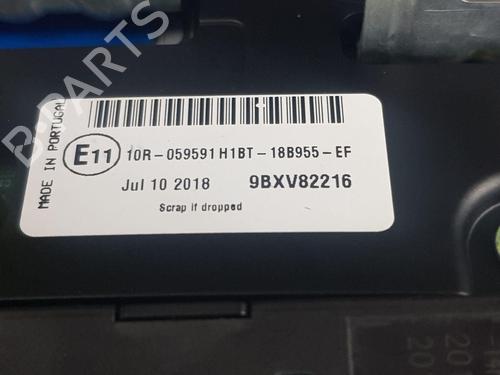 B-PARTS
MADE IN PORTUGAL
E11 10R-059591 H1BT-18B955-EF
Jul 10 2018 9BXV82216
Scrap if dropped